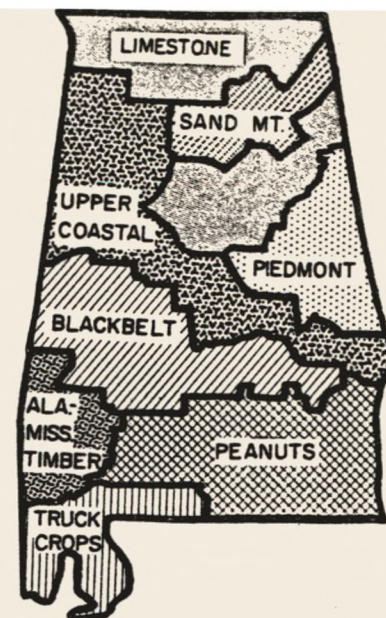 LIMESTONE
SAND MT.
UPPER
COASTAL
PIEDMONT
BLACKBELT
ALA-
MISS.
TIMBER
PEANUTS
TRUCK
CROPS